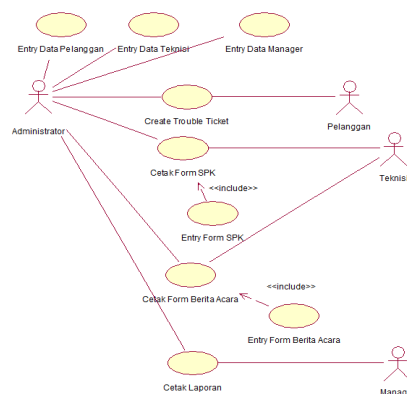 Entry Data Pelanggan
Entry Data Teknisi
Entry Data Manager
Administrator
Create Trouble Ticket
Pelanggan
Cetak Form SPK
Teknisi
<<include>>
Entry Form SPK
Cetak Form Berita Acara
<<include>>
Entry Form Berita Acara
Cetak Laporan
Manag